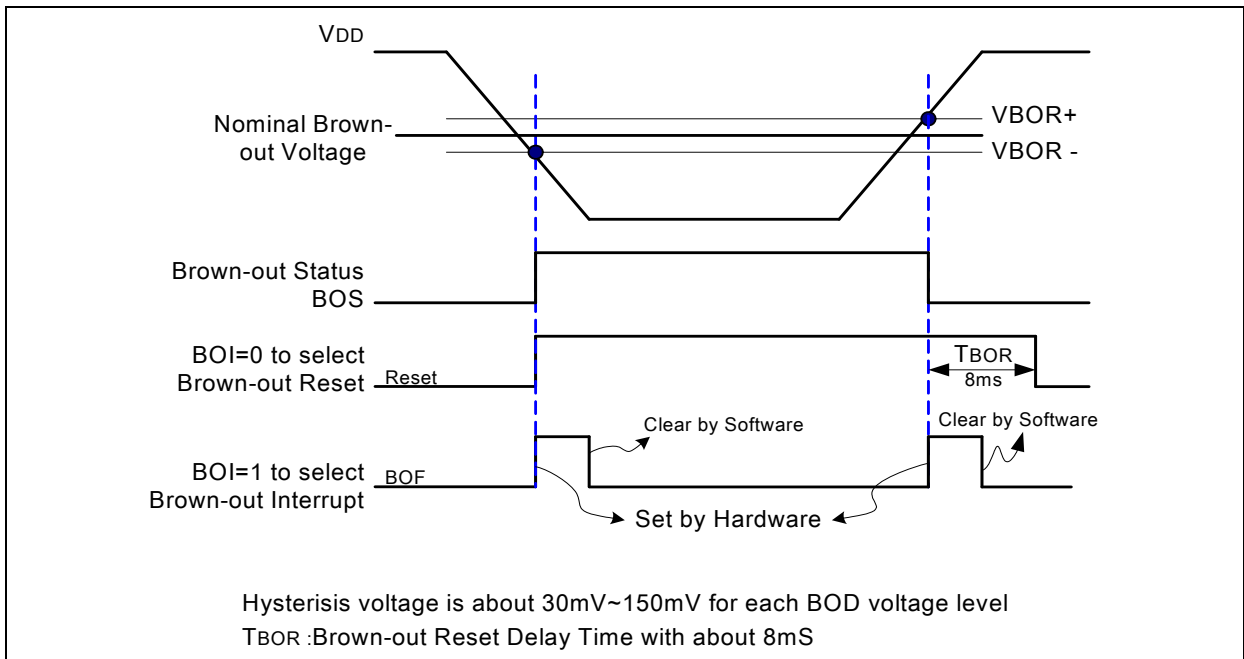 VDD
Nominal Brown-
out Voltage
VBOR+
VBOR -
Brown-out Status
BOS
BOI=0 to select
Brown-out Reset
Reset
TBOR
8ms
Clear by Software
Clear by Software
BOI=1 to select
Brown-out Interrupt
BOF
Set by Hardware
Hysterisis voltage is about 30mV~150mV for each BOD voltage level
TBOR :Brown-out Reset Delay Time with about 8mS